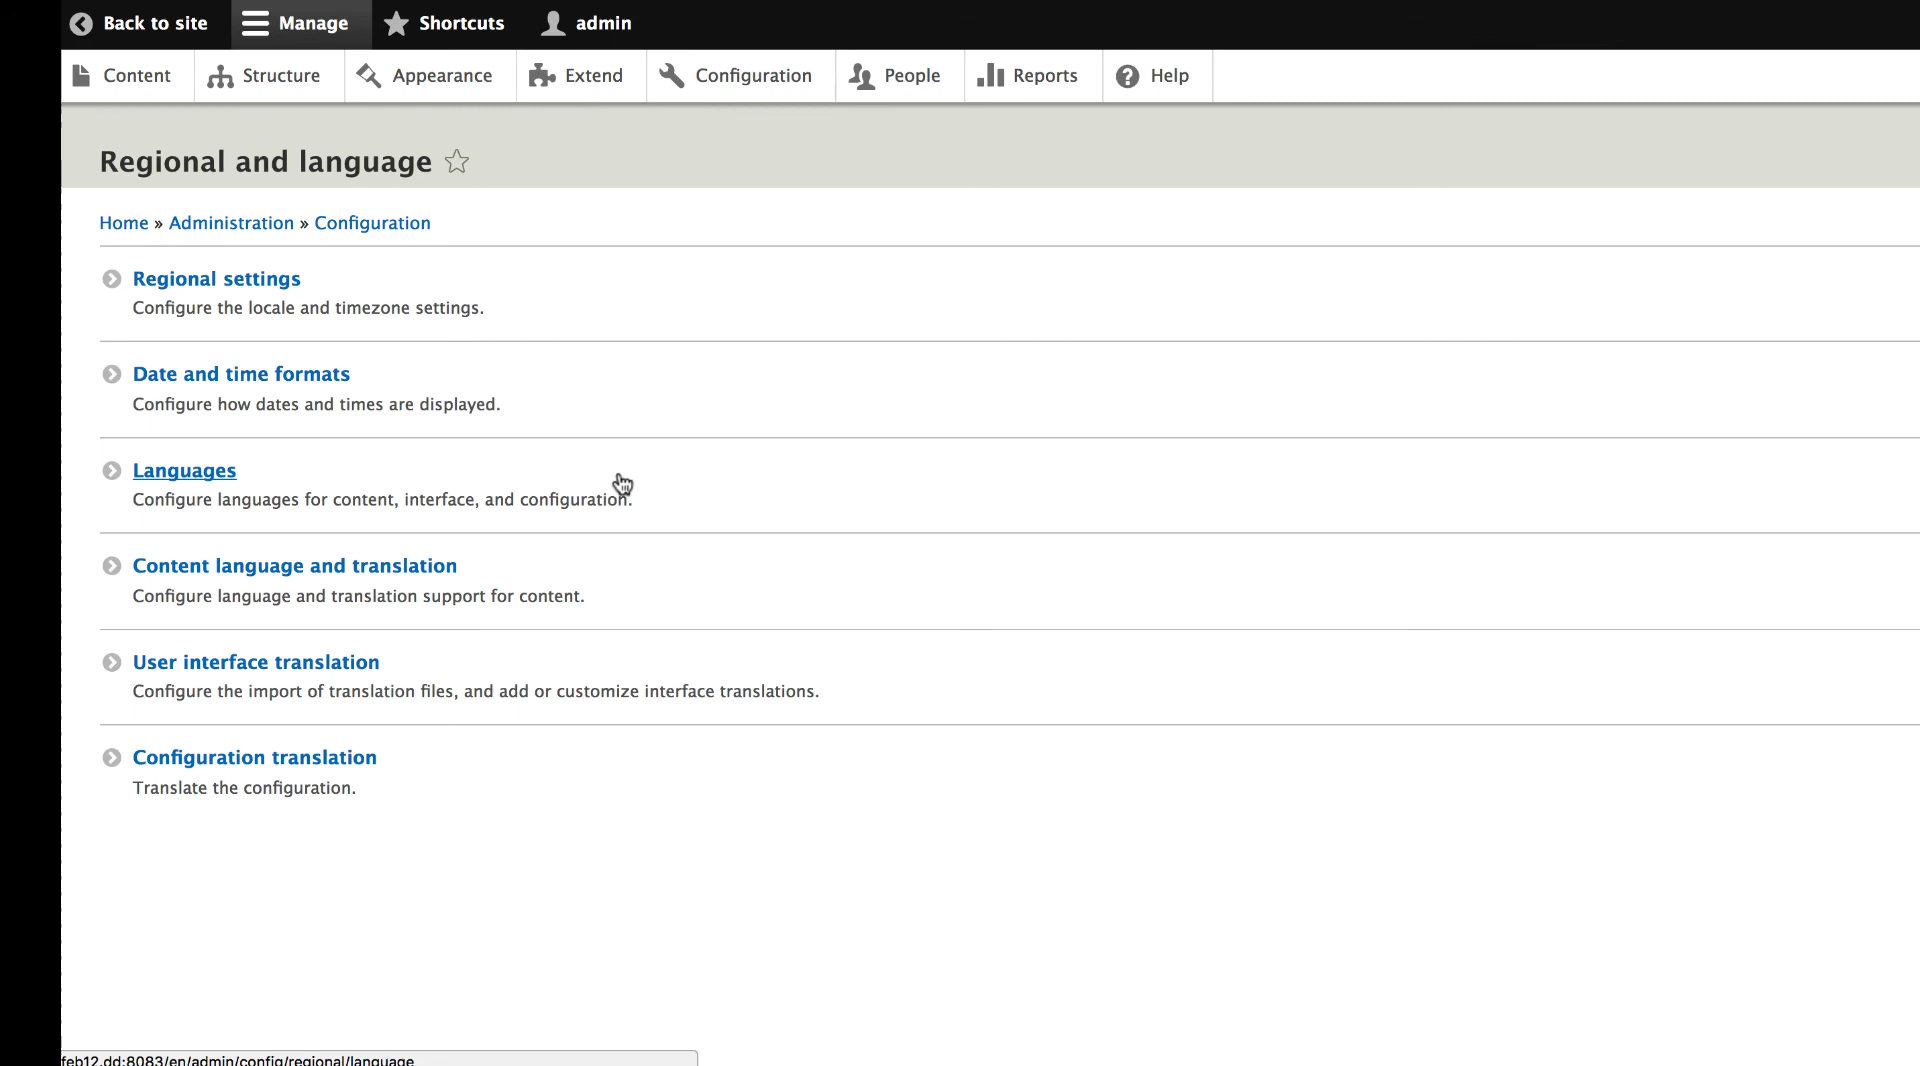 Back to site Manage Shortcuts admin
Content Structure Appearance Extend Configuration People Reports Help
Regional and language
Home » Administration » Configuration
Regional settings
Configure the locale and timezone settings.
Date and time formats
Configure how dates and times are displayed.
Languages
Configure languages for content, interface, and configuration.
Content language and translation
Configure language and translation support for content.
User interface translation
Configure the import of translation files, and add or customize interface translations.
Configuration translation
Translate the configuration.
feb12.dd:8083/en/admin/config/regional/language